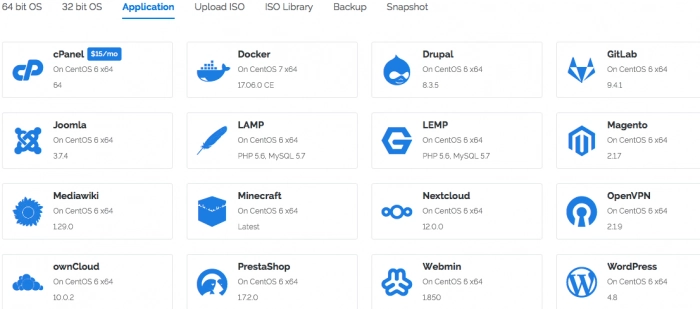 64 bit OS 32 bit OS Application Upload ISO ISO Library Backup Snapshot
cPanel $15/mo
On CentOS 6 x64
64
Docker
On CentOS 7 x64
17.06.0 CE
Drupal
On CentOS 6 x64
8.3.5
GitLab
On CentOS 6 x64
9.4.1
Joomla
On CentOS 6 x64
3.7.4
LAMP
On CentOS 6 x64
PHP 5.6, MySQL 5.7
LEMP
On CentOS 6 x64
PHP 5.6, MySQL 5.7
Magento
On CentOS 6 x64
2.1.7
Mediawiki
On CentOS 6 x64
1.29.0
Minecraft
On CentOS 6 x64
Latest
Nextcloud
On CentOS 6 x64
12.0.0
OpenVPN
On CentOS 6 x64
2.1.9
ownCloud
On CentOS 6 x64
10.0.2
PrestaShop
On CentOS 6 x64
1.7.2.0
Webmin
On CentOS 6 x64
1.850
WordPress
On CentOS 6 x64
4.8